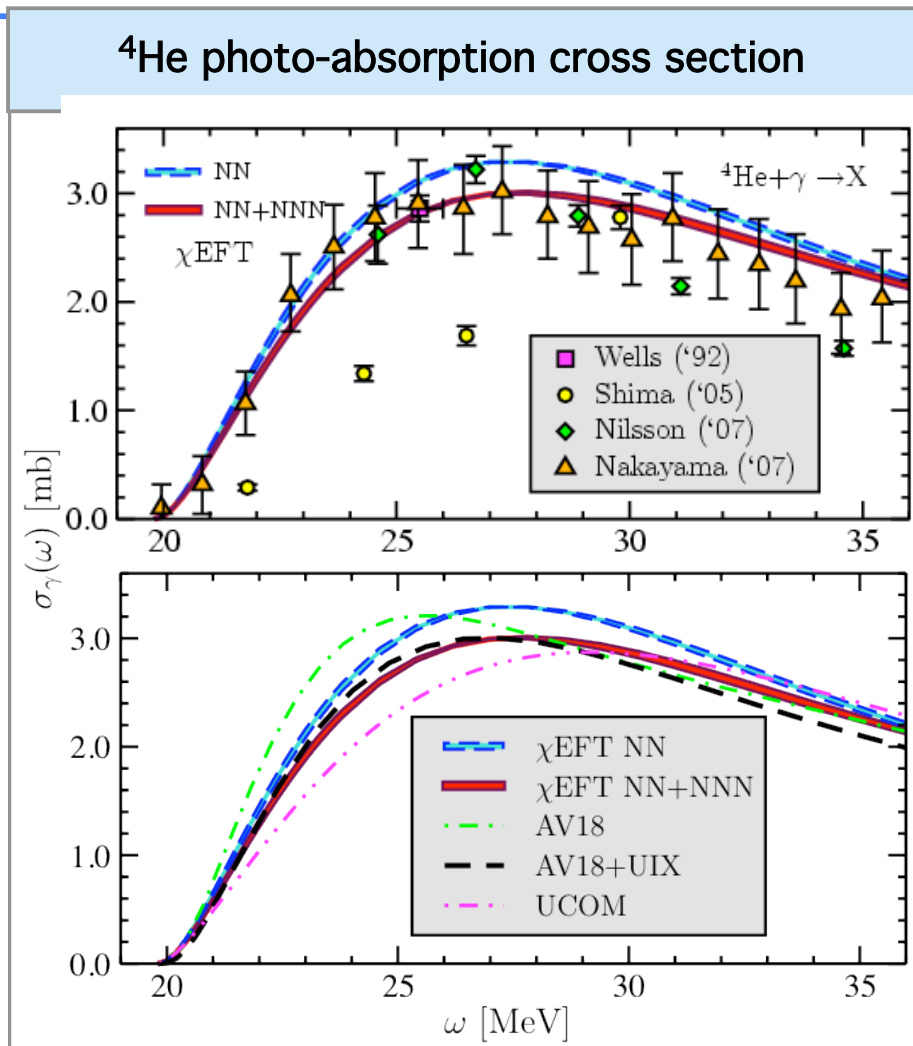 ⁴He photo-absorption cross section
NN
NN+NNN
χEFT
⁴He+γ →X
3.0
2.0
1.0
0.0
Wells (‘92)
Shima (‘05)
Nilsson (‘07)
Nakayama (‘07)
20 25 30 35
σγ(ω) [mb]
3.0
2.0
1.0
0.0
χEFT NN
χEFT NN+NNN
AV18
AV18+UIX
UCOM
20 25 30 35
ω [MeV]